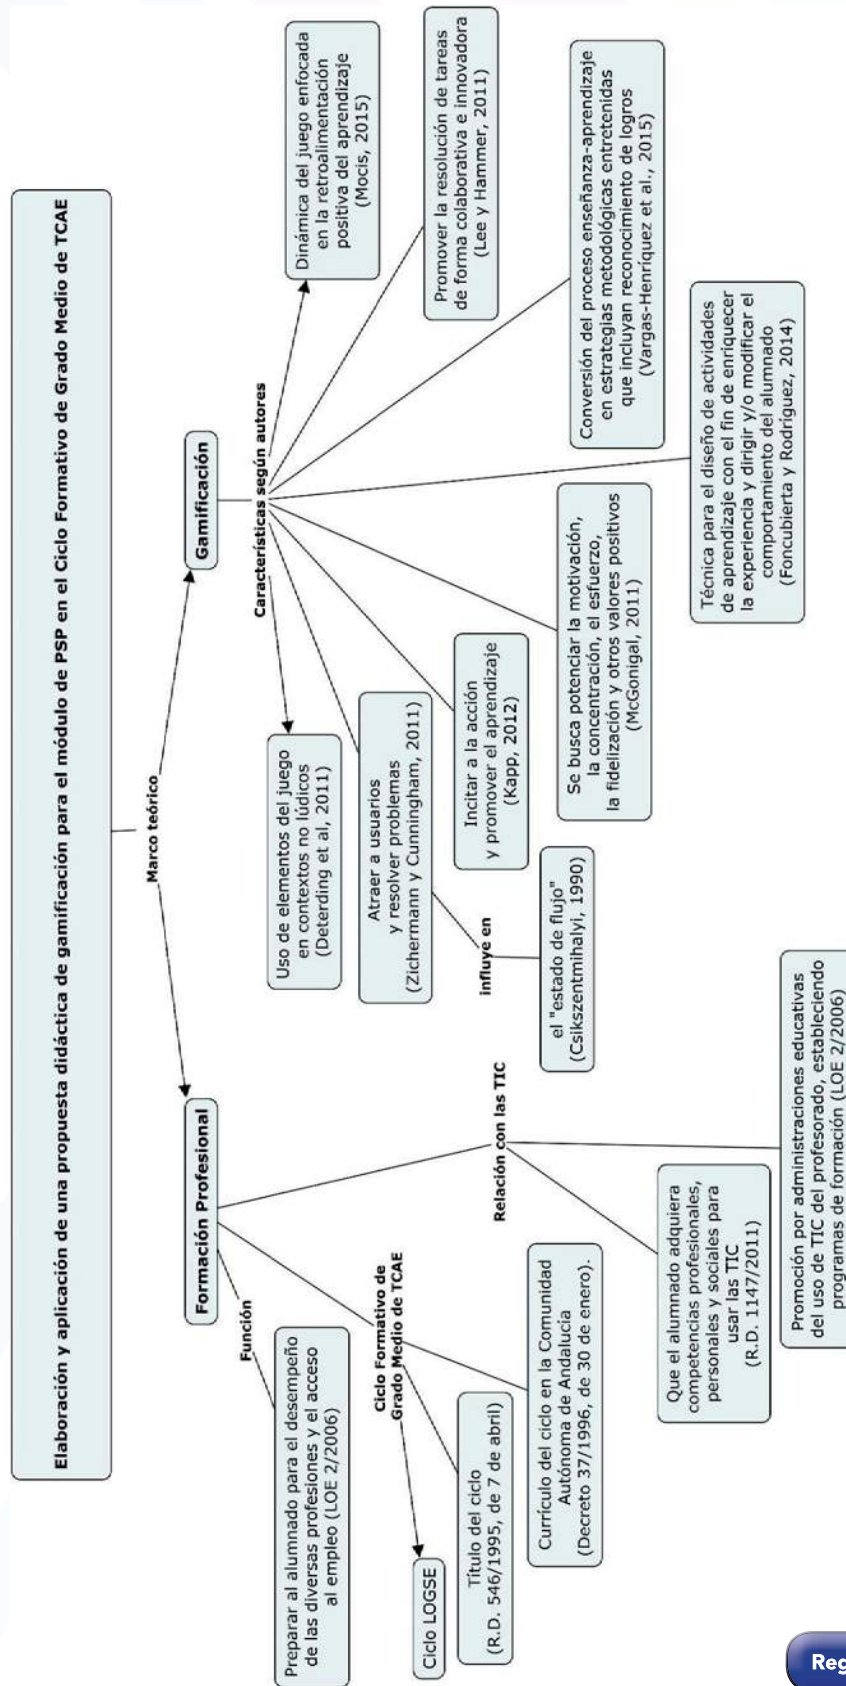 Elaboración y aplicación de una propuesta didáctica de gamificación para el módulo de PSP en el Ciclo Formativo de Grado Medio de TCAE
Marco teórico
Formación Profesional
Función
Preparar al alumnado para el desempeño
de las diversas profesiones y el acceso
al empleo (LOE 2/2006)
Ciclo Formativo de
Grado Medio de TCAE
Ciclo LOGSE
Título del ciclo
(R.D. 546/1995, de 7 de abril)
Currículo del ciclo en la Comunidad
Autónoma de Andalucía
(Decreto 37/1996, de 30 de enero).
Relación con las TIC
Que el alumnado adquiera
competencias profesionales,
personales y sociales para
usar las TIC
(R.D. 1147/2011)
Promoción por administraciones educativas
del uso de TIC del profesorado, estableciendo
programas de formación (LOE 2/2006)
Gamificación
Características según autores
Uso de elementos del juego
en contextos no lúdicos
(Deterding et al, 2011)
Atraer a usuarios
y resolver problemas
(Zichermann y Cunningham, 2011)
influye en
el "estado de flujo"
(Csikszentmihalyi, 1990)
Incitar a la acción
y promover el aprendizaje
(Kapp, 2012)
Se busca potenciar la motivación,
la concentración, el esfuerzo,
la fidelización y otros valores positivos
(McGonigal, 2011)
Técnica para el diseño de actividades
de aprendizaje con el fin de enriquecer
la experiencia y dirigir y/o modificar el
comportamiento del alumnado
(Foncubierta y Rodríguez, 2014)
Conversión del proceso enseñanza-aprendizaje
en estrategias metodológicas entretenidas
que incluyan reconocimiento de logros
(Vargas-Henríquez et al., 2015)
Promover la resolución de tareas
de forma colaborativa e innovadora
(Lee y Hammer, 2011)
Dinámica del juego enfocada
en la retroalimentación
positiva del aprendizaje
(Mocis, 2015)
Reg